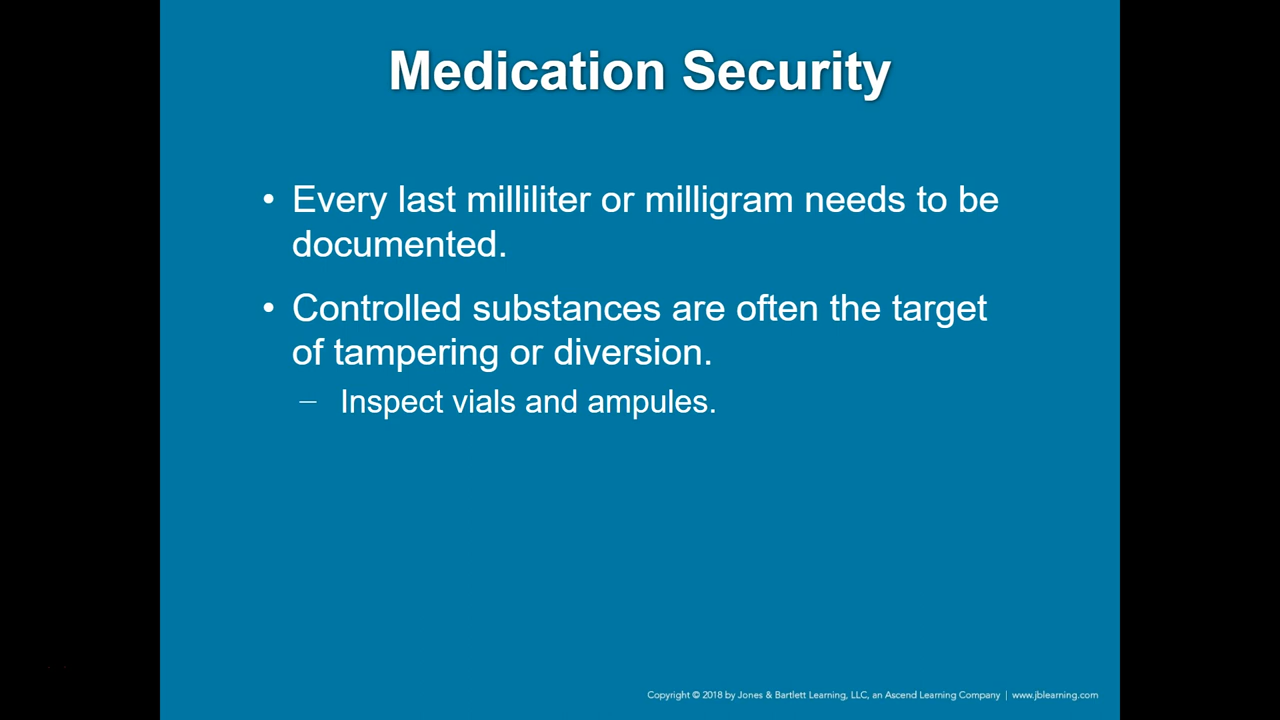 Medication Security
• Every last milliliter or milligram needs to be
documented.
• Controlled substances are often the target
of tampering or diversion.
– Inspect vials and ampules.
Copyright © 2018 by Jones & Bartlett Learning, LLC, an Ascend Learning Company | www.jblearning.com